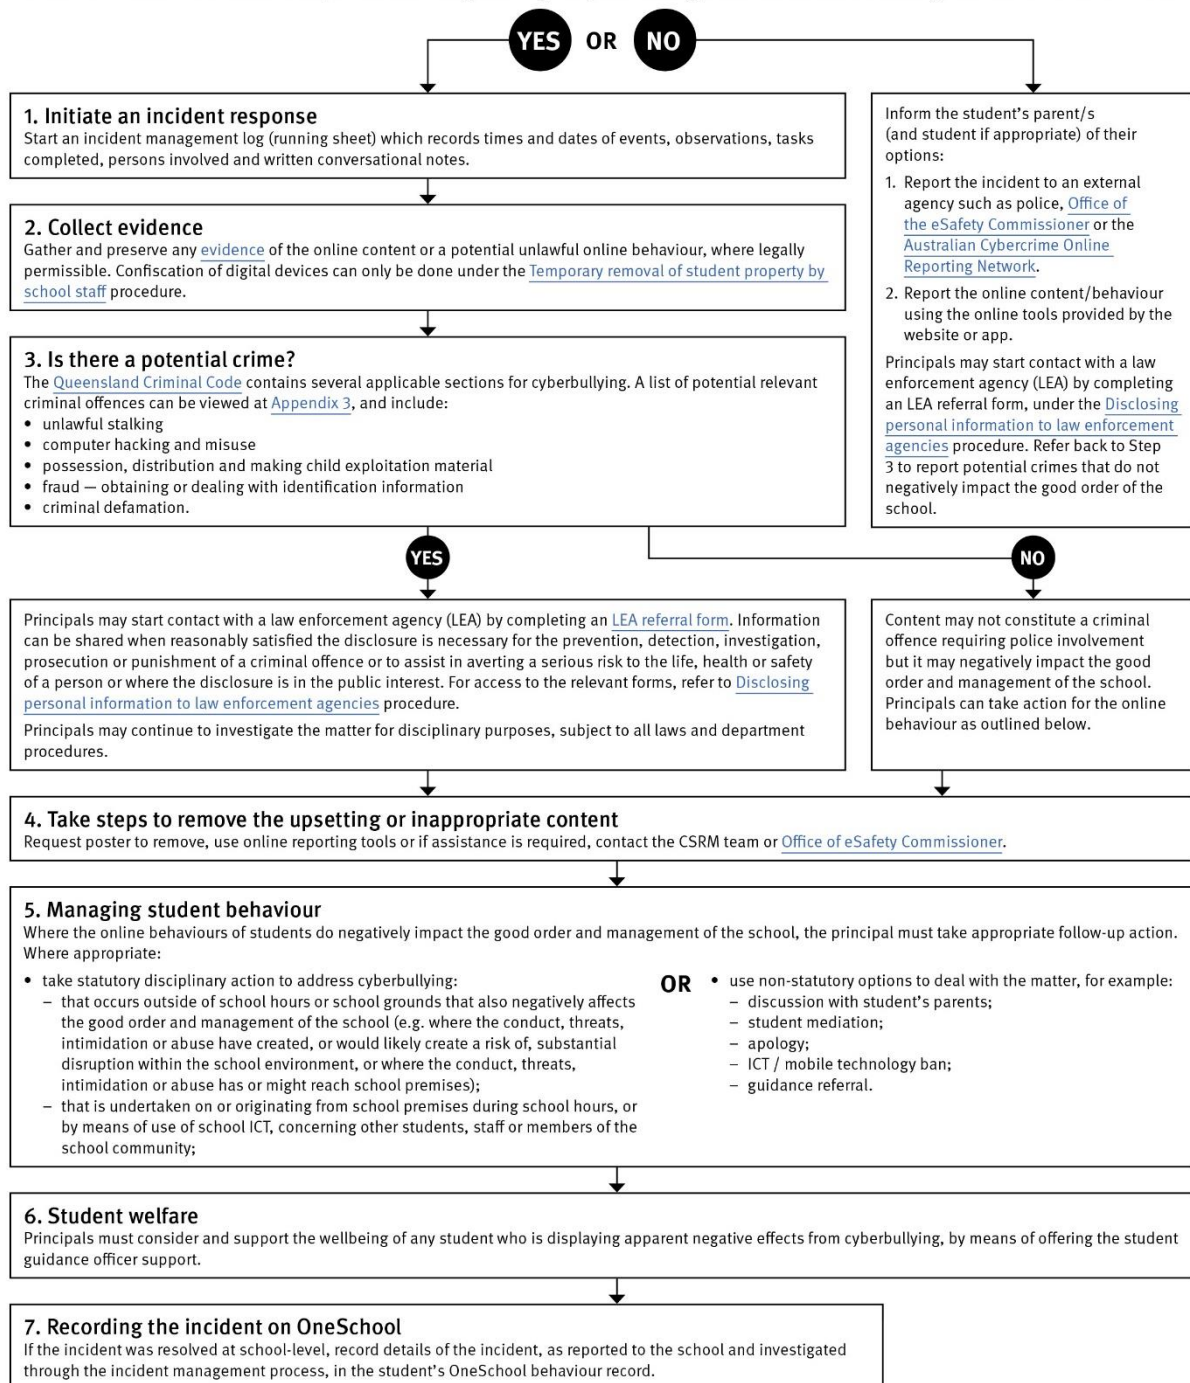 YES OR NO
1. Initiate an incident response
Start an incident management log (running sheet) which records times and dates of events, observations, tasks
completed, persons involved and written conversational notes.
2. Collect evidence
Gather and preserve any evidence of the online content or a potential unlawful online behaviour, where legally
permissible. Confiscation of digital devices can only be done under the Temporary removal of student property by
school staff procedure.
3. Is there a potential crime?
The Queensland Criminal Code contains several applicable sections for cyberbullying. A list of potential relevant
criminal offences can be viewed at Appendix 3, and include:
• unlawful stalking
• computer hacking and misuse
• possession, distribution and making child exploitation material
• fraud — obtaining or dealing with identification information
• criminal defamation.
Inform the student's parent/s
(and student if appropriate) of their
options:
1. Report the incident to an external
agency such as police, Office of
the eSafety Commissioner or the
Australian Cybercrime Online
Reporting Network.
2. Report the online content/behaviour
using the online tools provided by the
website or app.
Principals may start contact with a law
enforcement agency (LEA) by completing
an LEA referral form, under the Disclosing
personal information to law enforcement
agencies procedure. Refer back to Step
3 to report potential crimes that do not
negatively impact the good order of the
school.
YES
NO
Principals may start contact with a law enforcement agency (LEA) by completing an LEA referral form. Information
can be shared when reasonably satisfied the disclosure is necessary for the prevention, detection, investigation,
prosecution or punishment of a criminal offence or to assist in averting a serious risk to the life, health or safety
of a person or where the disclosure is in the public interest. For access to the relevant forms, refer to Disclosing
personal information to law enforcement agencies procedure.
Principals may continue to investigate the matter for disciplinary purposes, subject to all laws and department
procedures.
Content may not constitute a criminal
offence requiring police involvement
but it may negatively impact the good
order and management of the school.
Principals can take action for the online
behaviour as outlined below.
4. Take steps to remove the upsetting or inappropriate content
Request poster to remove, use online reporting tools or if assistance is required, contact the CSRM team or Office of eSafety Commissioner.
5. Managing student behaviour
Where the online behaviours of students do negatively impact the good order and management of the school, the principal must take appropriate follow-up action.
Where appropriate:
• take statutory disciplinary action to address cyberbullying:
– that occurs outside of school hours or school grounds that also negatively affects
the good order and management of the school (e.g. where the conduct, threats,
intimidation or abuse have created, or would likely create a risk of, substantial
disruption within the school environment, or where the conduct, threats,
intimidation or abuse has or might reach school premises);
– that is undertaken on or originating from school premises during school hours, or
by means of use of school ICT, concerning other students, staff or members of the
school community;
OR
• use non-statutory options to deal with the matter, for example:
– discussion with student's parents;
– student mediation;
– apology;
– ICT / mobile technology ban;
– guidance referral.
6. Student welfare
Principals must consider and support the wellbeing of any student who is displaying apparent negative effects from cyberbullying, by means of offering the student
guidance officer support.
7. Recording the incident on OneSchool
If the incident was resolved at school-level, record details of the incident, as reported to the school and investigated
through the incident management process, in the student's OneSchool behaviour record.